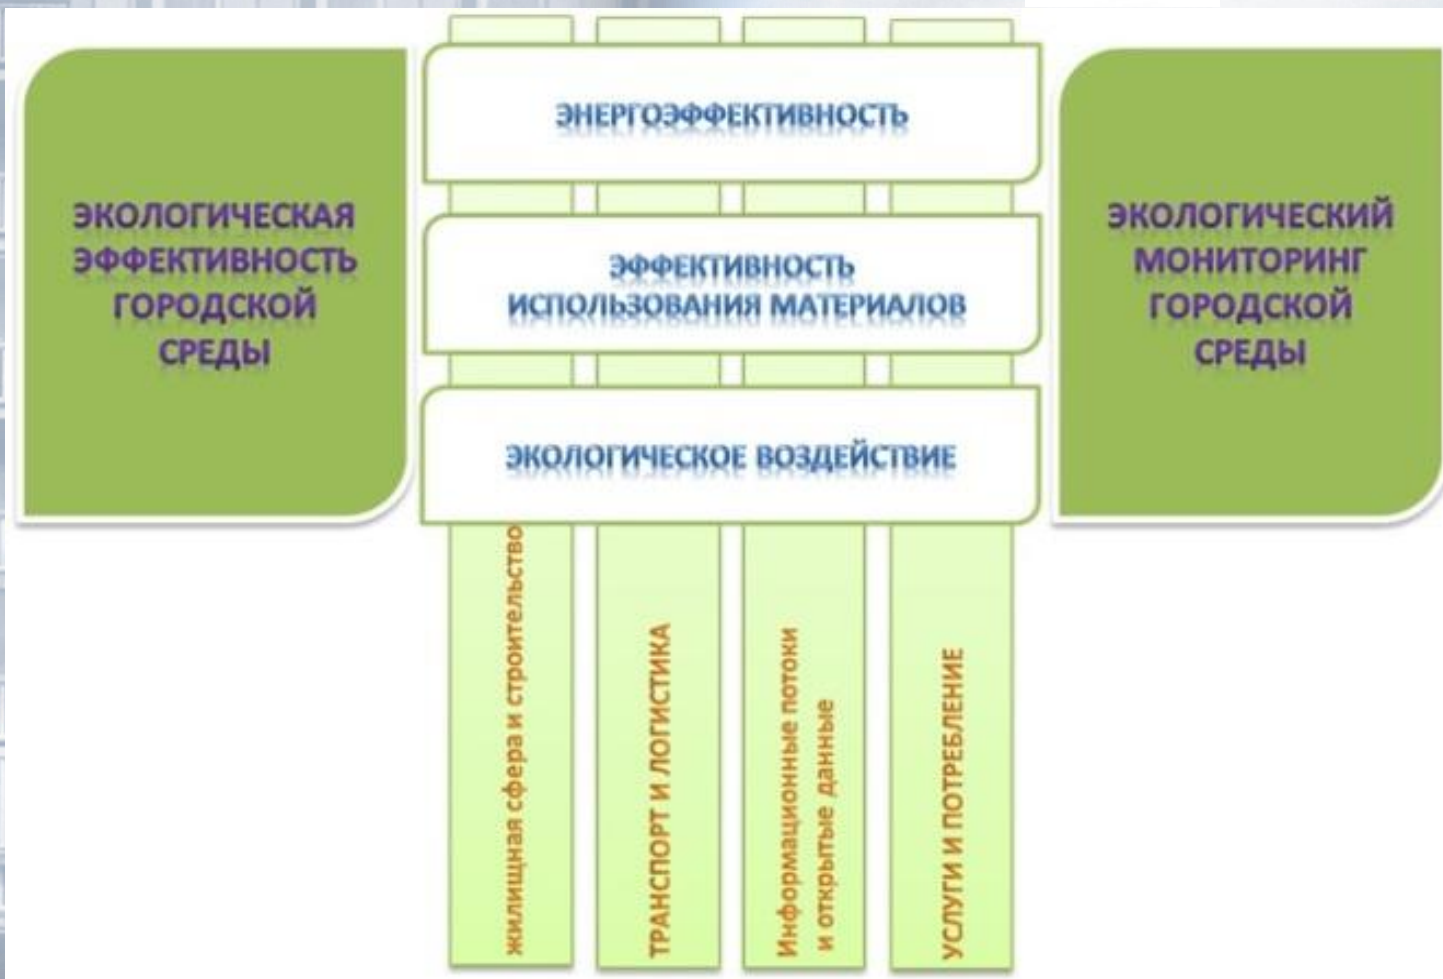 ЭКОЛОГИЧЕСКАЯ
ЭФФЕКТИВНОСТЬ
ГОРОДСКОЙ
СРЕДЫ
ЭНЕРГОЭФФЕКТИВНОСТЬ
ЭФФЕКТИВНОСТЬ
ИСПОЛЬЗОВАНИЯ МАТЕРИАЛОВ
ЭКОЛОГИЧЕСКОЕ ВОЗДЕЙСТВИЕ
ЭКОЛОГИЧЕСКИЙ
МОНИТОРИНГ
ГОРОДСКОЙ
СРЕДЫ
жилищная сфера и строительство
ТРАНСПОРТ И ЛОГИСТИКА
Информационные потоки
и открытые данные
УСЛУГИ И ПОТРЕБЛЕНИЕ